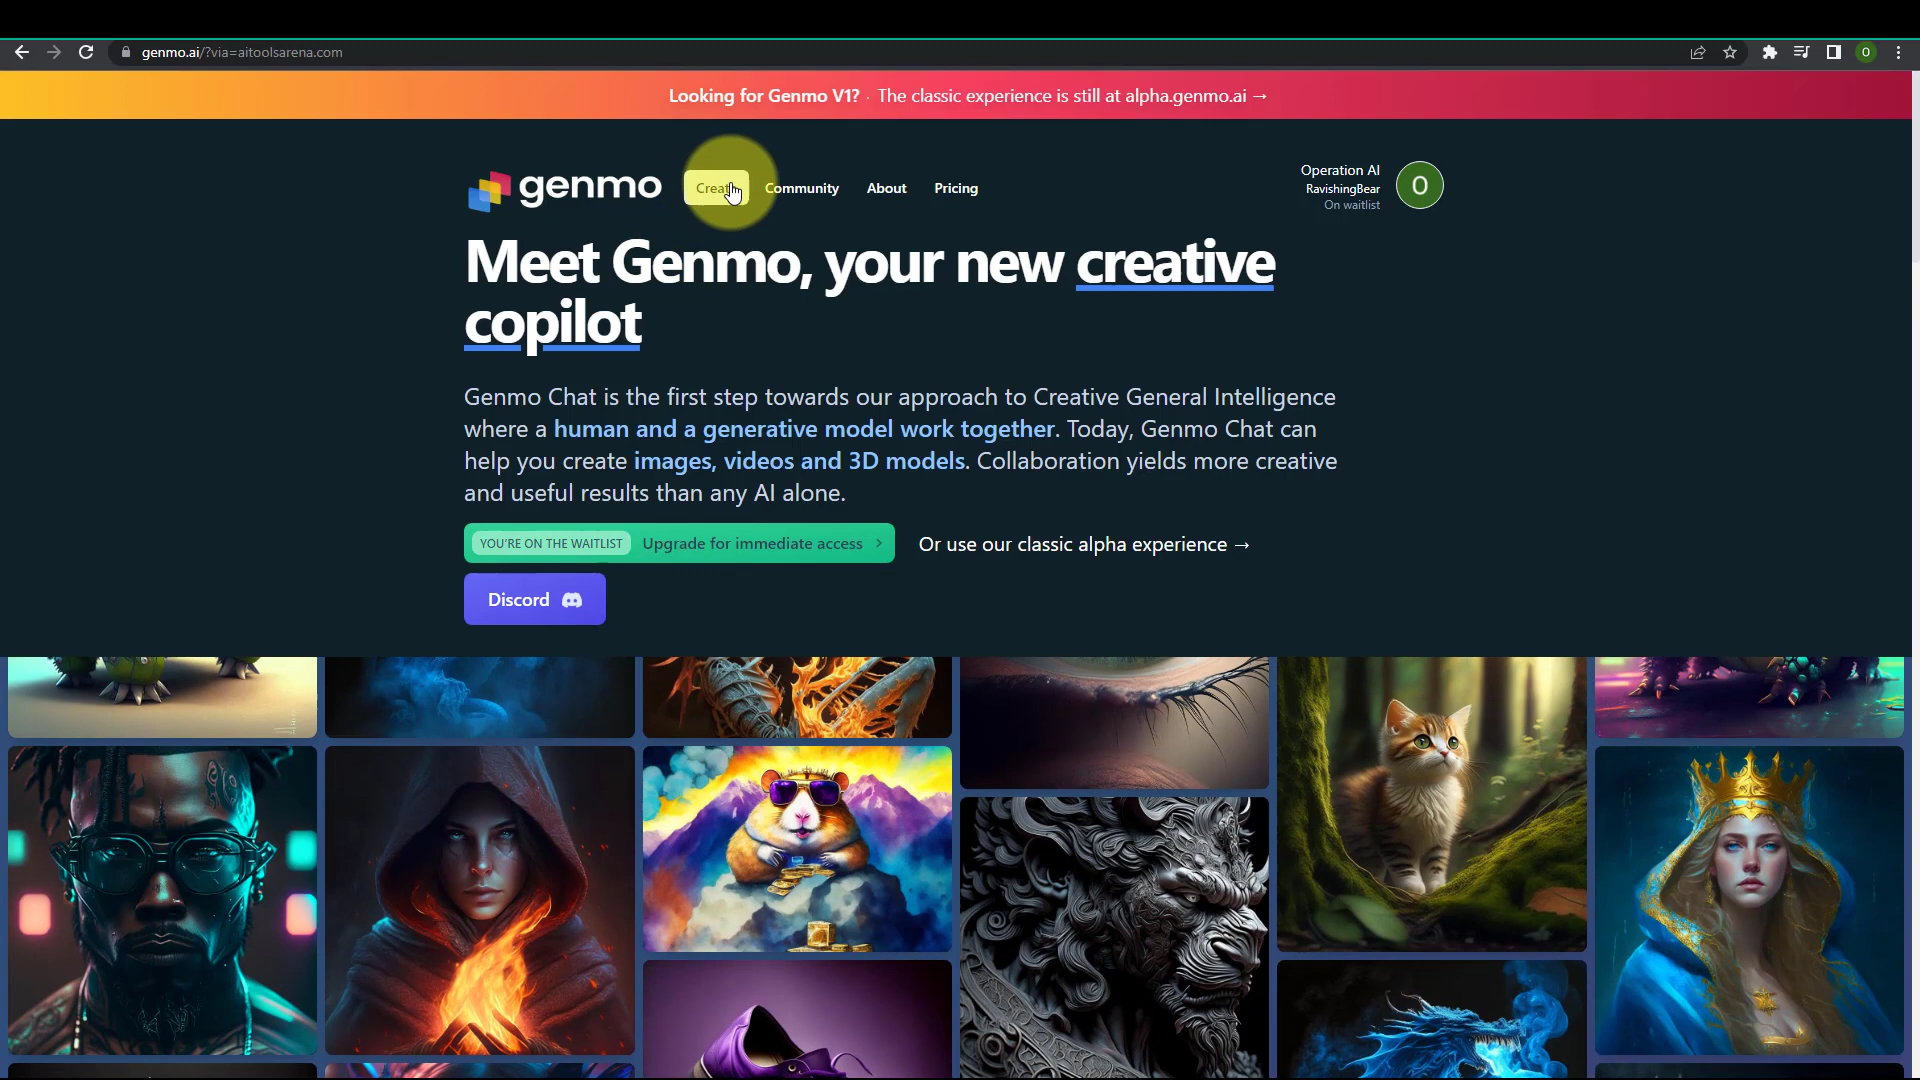 genmo.ai/?via=aitoolsarena.com
O
Looking for Genmo V1? · The classic experience is still at alpha.genmo.ai →
genmo
Create
Community
About
Pricing
Operation AI
RavishingBear
On waitlist
O
Meet Genmo, your new creative
copilot
Genmo Chat is the first step towards our approach to Creative General Intelligence
where a human and a generative model work together. Today, Genmo Chat can
help you create images, videos and 3D models. Collaboration yields more creative
and useful results than any AI alone.
YOU'RE ON THE WAITLIST Upgrade for immediate access >
Or use our classic alpha experience →
Discord